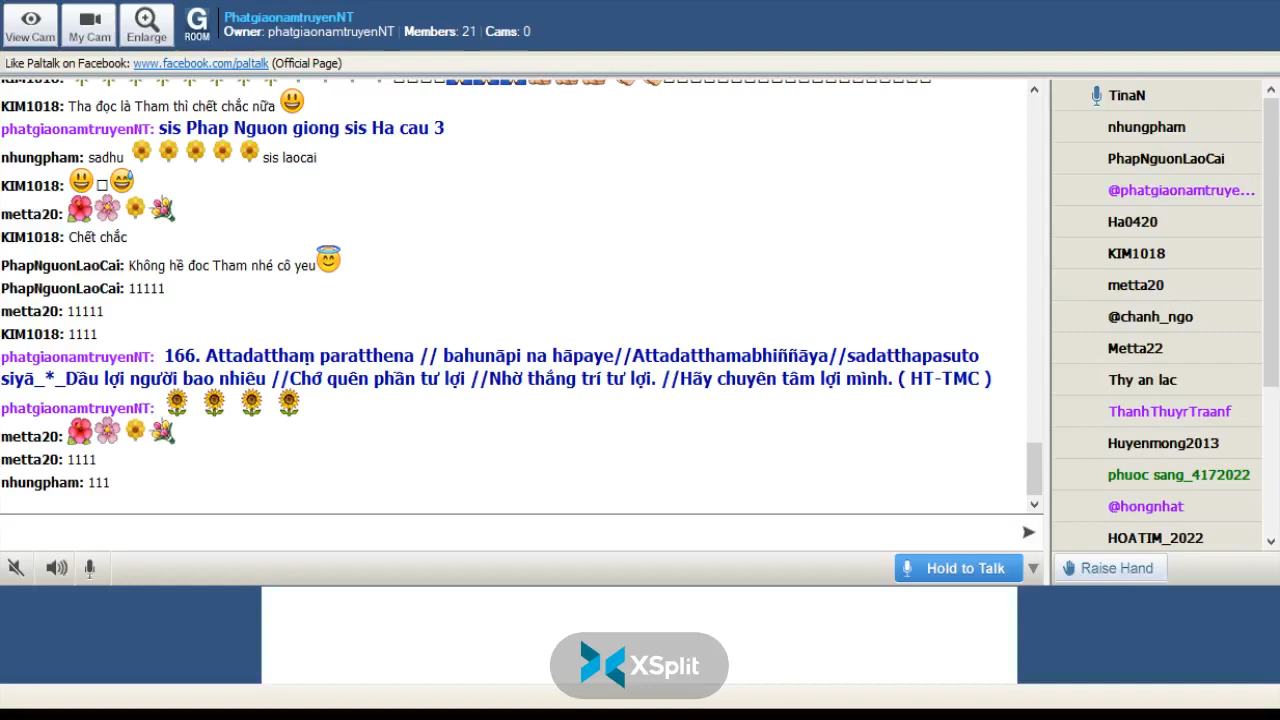 View Cam
My Cam
Enlarge
G
ROOM
PhatgiaonamtruyenNT
Owner: phatgiaonamtruyenNT | Members: 21 | Cams: 0
Like Paltalk on Facebook: www.facebook.com/paltalk (Official Page)
KIM1018:
KIM1018: Tha đọc là Tham thì chết chắc nữa
phatgiaonamtruyenNT: sis Phap Nguon giong sis Ha cau 3
nhungpham: sadhu sis laocai
KIM1018:
metta20:
KIM1018: Chết chắc
PhapNguonLaoCai: Không hề đọc Tham nhé cô yeu
PhapNguonLaoCai: 11111
metta20: 11111
KIM1018: 1111
phatgiaonamtruyenNT: 166. Attadatthaṃ paratthena // bahunāpi na hāpaye//Attadatthamabhiññāya//sadatthapasuto
siyā_*_Dầu lợi người bao nhiêu //Chớ quên phần tư lợi //Nhờ thắng trí tư lợi. //Hãy chuyên tâm lợi mình. ( HT-TMC )
phatgiaonamtruyenNT:
metta20:
metta20: 1111
nhungpham: 111
TinaN
nhungpham
PhapNguonLaoCai
@phatgiaonamtruye...
Ha0420
KIM1018
metta20
@chanh_ngo
Metta22
Thy an lac
ThanhThuyrTraanf
Huyenmong2013
phuoc sang_4172022
@hongnhat
HOATIM_2022
Hold to Talk
Raise Hand
XSplit